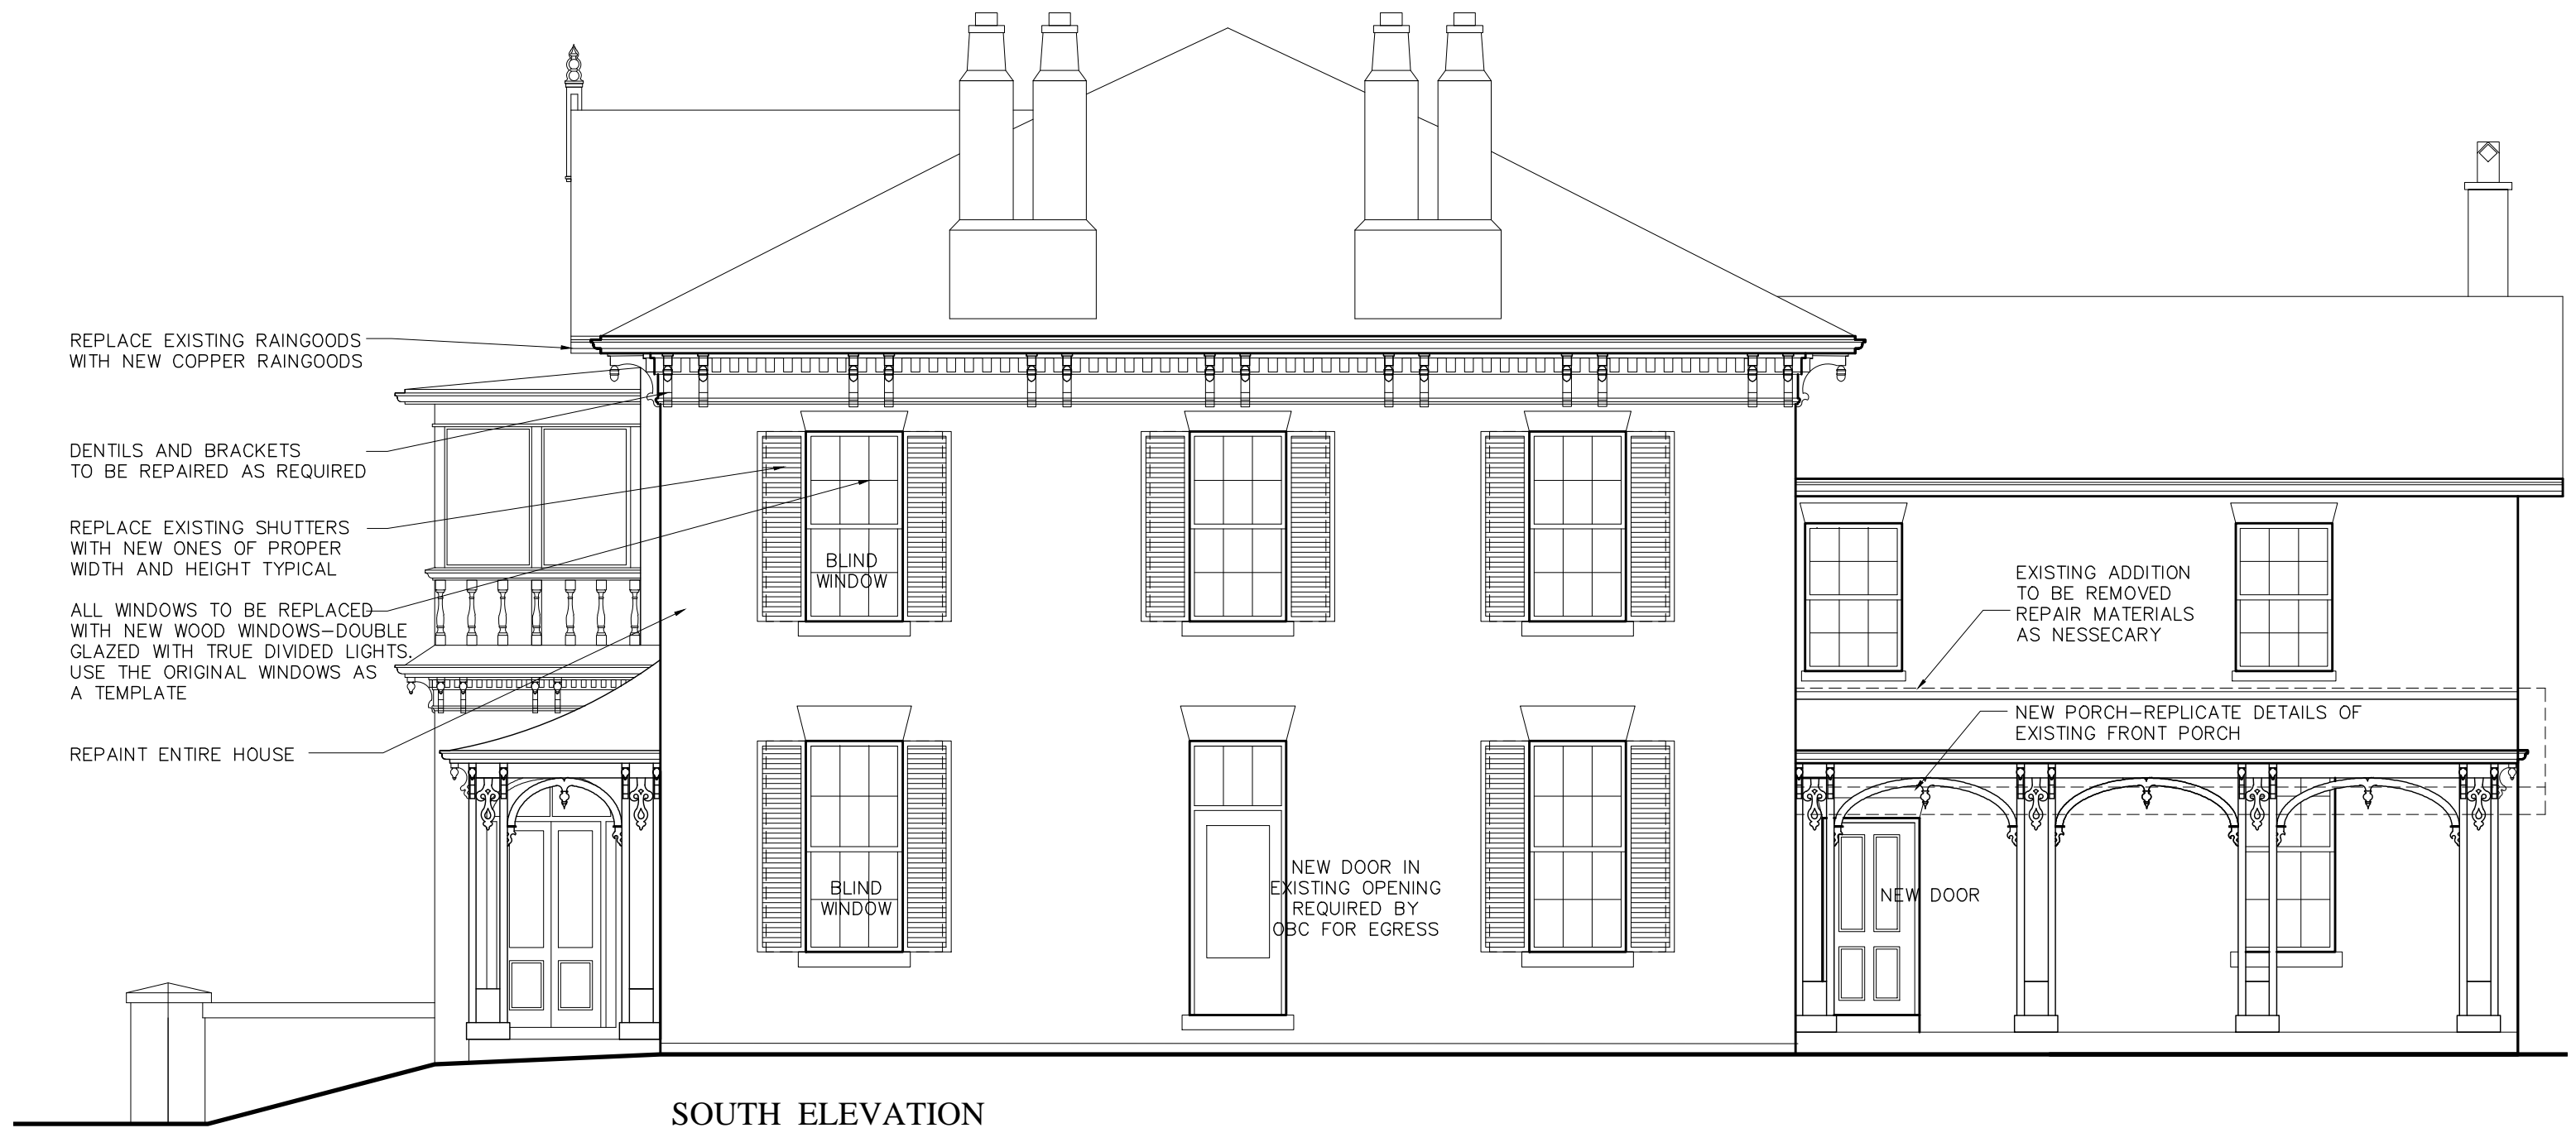 REPLACE EXISTING RAINGOODS
WITH NEW COPPER RAINGOODS
DENTILS AND BRACKETS
TO BE REPAIRED AS REQUIRED
REPLACE EXISTING SHUTTERS
WITH NEW ONES OF PROPER
WIDTH AND HEIGHT TYPICAL
ALL WINDOWS TO BE REPLACED
WITH NEW WOOD WINDOWS-DOUBLE
GLAZED WITH TRUE DIVIDED LIGHTS.
USE THE ORIGINAL WINDOWS AS
A TEMPLATE
REPAINT ENTIRE HOUSE
BLIND
WINDOW
BLIND
WINDOW
NEW DOOR IN
EXISTING OPENING
REQUIRED BY
OBC FOR EGRESS
EXISTING ADDITION
TO BE REMOVED
REPAIR MATERIALS
AS NESSECARY
NEW PORCH-REPLICATE DETAILS OF
EXISTING FRONT PORCH
NEW DOOR
SOUTH ELEVATION